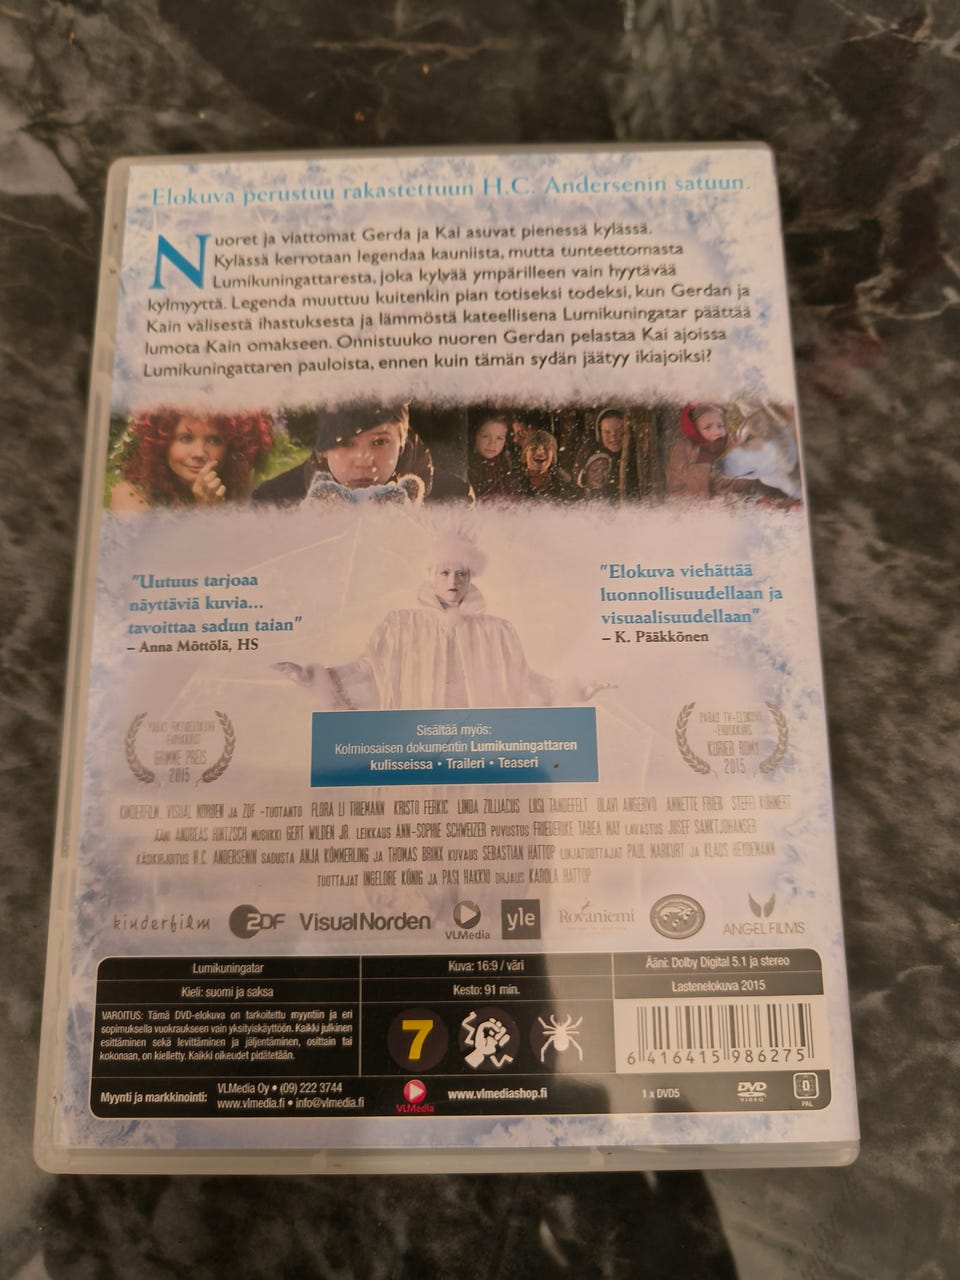 Elokuva perustuu rakastettuun H.C. Andersenin satuun.
Nuoret ja viattomat Gerda ja Kai asuvat pienessä kylässä.
Kylässä kerrotaan legendaa kauniista, mutta tunteettomasta
Lumikuningattaresta, joka kylvää ympärilleen vain hyytävää
kylmyyttä. Legenda muuttuu kuitenkin pian totiseksi todeksi, kun Gerdan ja
Kain välisestä ihastuksesta ja lämmöstä kateellisena Lumikuningatar päättää
lumota Kain omakseen. Onnistuuko nuoren Gerdan pelastaa Kai ajoissa
Lumikuningattaren pauloista, ennen kuin tämän sydän jäätyy ikiajoiksi?
"Uutuus tarjoaa
näyttäviä kuvia...
tavoittaa sadun taian"
– Anna Möttölä, HS
"Elokuva viehättää
luonnollisuudellaan ja
visuaalisuudellaan"
– K. Pääkkönen
GRIMME PREIS
2015
Sisältää myös:
Kolmiosaisen dokumentin Lumikuningattaren
kulisseissa • Traileri • Teaseri
PARAS TV-ELOKUVA
-EHDOKKUUS
KURIER ROMY
2015
KINDERFILM, VISUAL NORDEN JA ZDF -TUOTANTO FLORA LI THIEMANN KRISTO FERKIC LINDA ZILLIACUS LIISI TANDEFELT OLAVI ANGERVO ANNETTE FRIER STEFFI KÜHNERT
ÄÄNI ANDREAS HINTZSCH MUSIIKKI GERT WILDEN JR. LEIKKAUS ANN-SOPHIE SCHWEIZER PUVUSTUS FRIEDERIKE TABEA MAY LAVASTUS JOSEF SANKTJOHANSER
KÄSIKIRJOITUS H.C. ANDERSENIN SADUSTA ANJA KÖMMERLING JA THOMAS BRINX KUVAUS SEBASTIAN HATTOP LINJATUOTTAJAT PAUL MARKURT JA KLAUS HEYDEMANN
TUOTTAJAT INGELORE KÖNIG JA PASI HAKKIO OHJAUS KAROLA HATTOP
kinderfilm
ZDF
VisualNorden
VLMedia
yle
Rovaniemi
ANGEL FILMS
Lumikuningatar
Kuva: 16:9 / väri
Ääni: Dolby Digital 5.1 ja stereo
Kieli: suomi ja saksa
Kesto: 91 min.
Lastenelokuva 2015
VAROITUS: Tämä DVD-elokuva on tarkoitettu myyntiin ja eri
sopimuksella vuokraukseen vain yksityiskäyttöön. Kaikki julkinen
esittäminen sekä levittäminen ja jäljentäminen, osittain tai
kokonaan, on kielletty. Kaikki oikeudet pidätetään.
7
6 416415 986275
Myynti ja markkinointi:
VLMedia Oy • (09) 222 3744
www.vlmedia.fi • info@vlmedia.fi
VLMedia
www.vlmediashop.fi
1 x DVD5
DVD
VIDEO
0
PAL